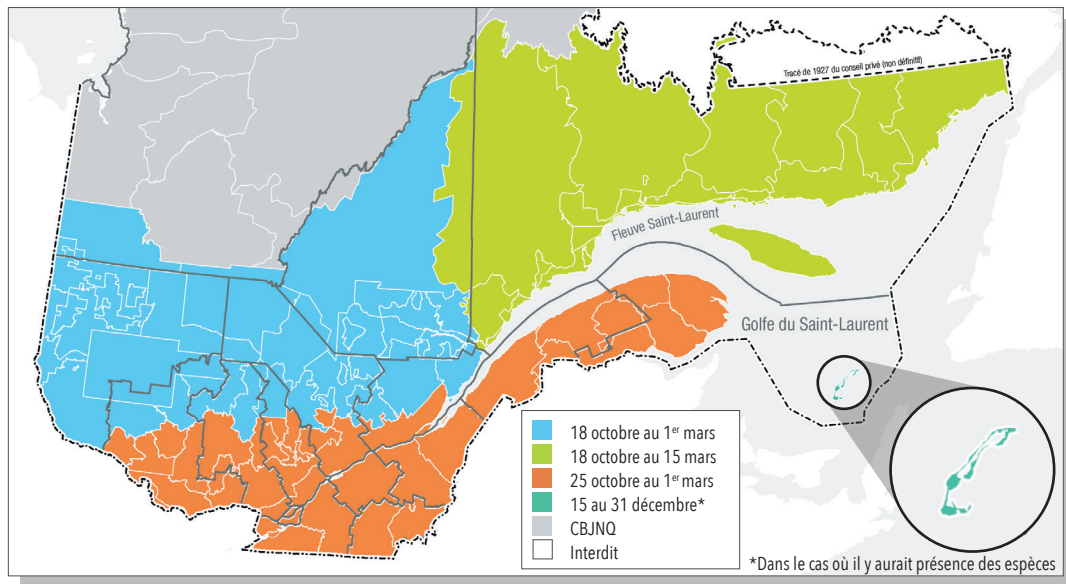 Tracé de 1927 du conseil privé (non définitif)
Fleuve Saint-Laurent
Golfe du Saint-Laurent
18 octobre au 1er mars
18 octobre au 15 mars
25 octobre au 1er mars
15 au 31 décembre*
CBJNQ
Interdit
*Dans le cas où il y aurait présence des espèces